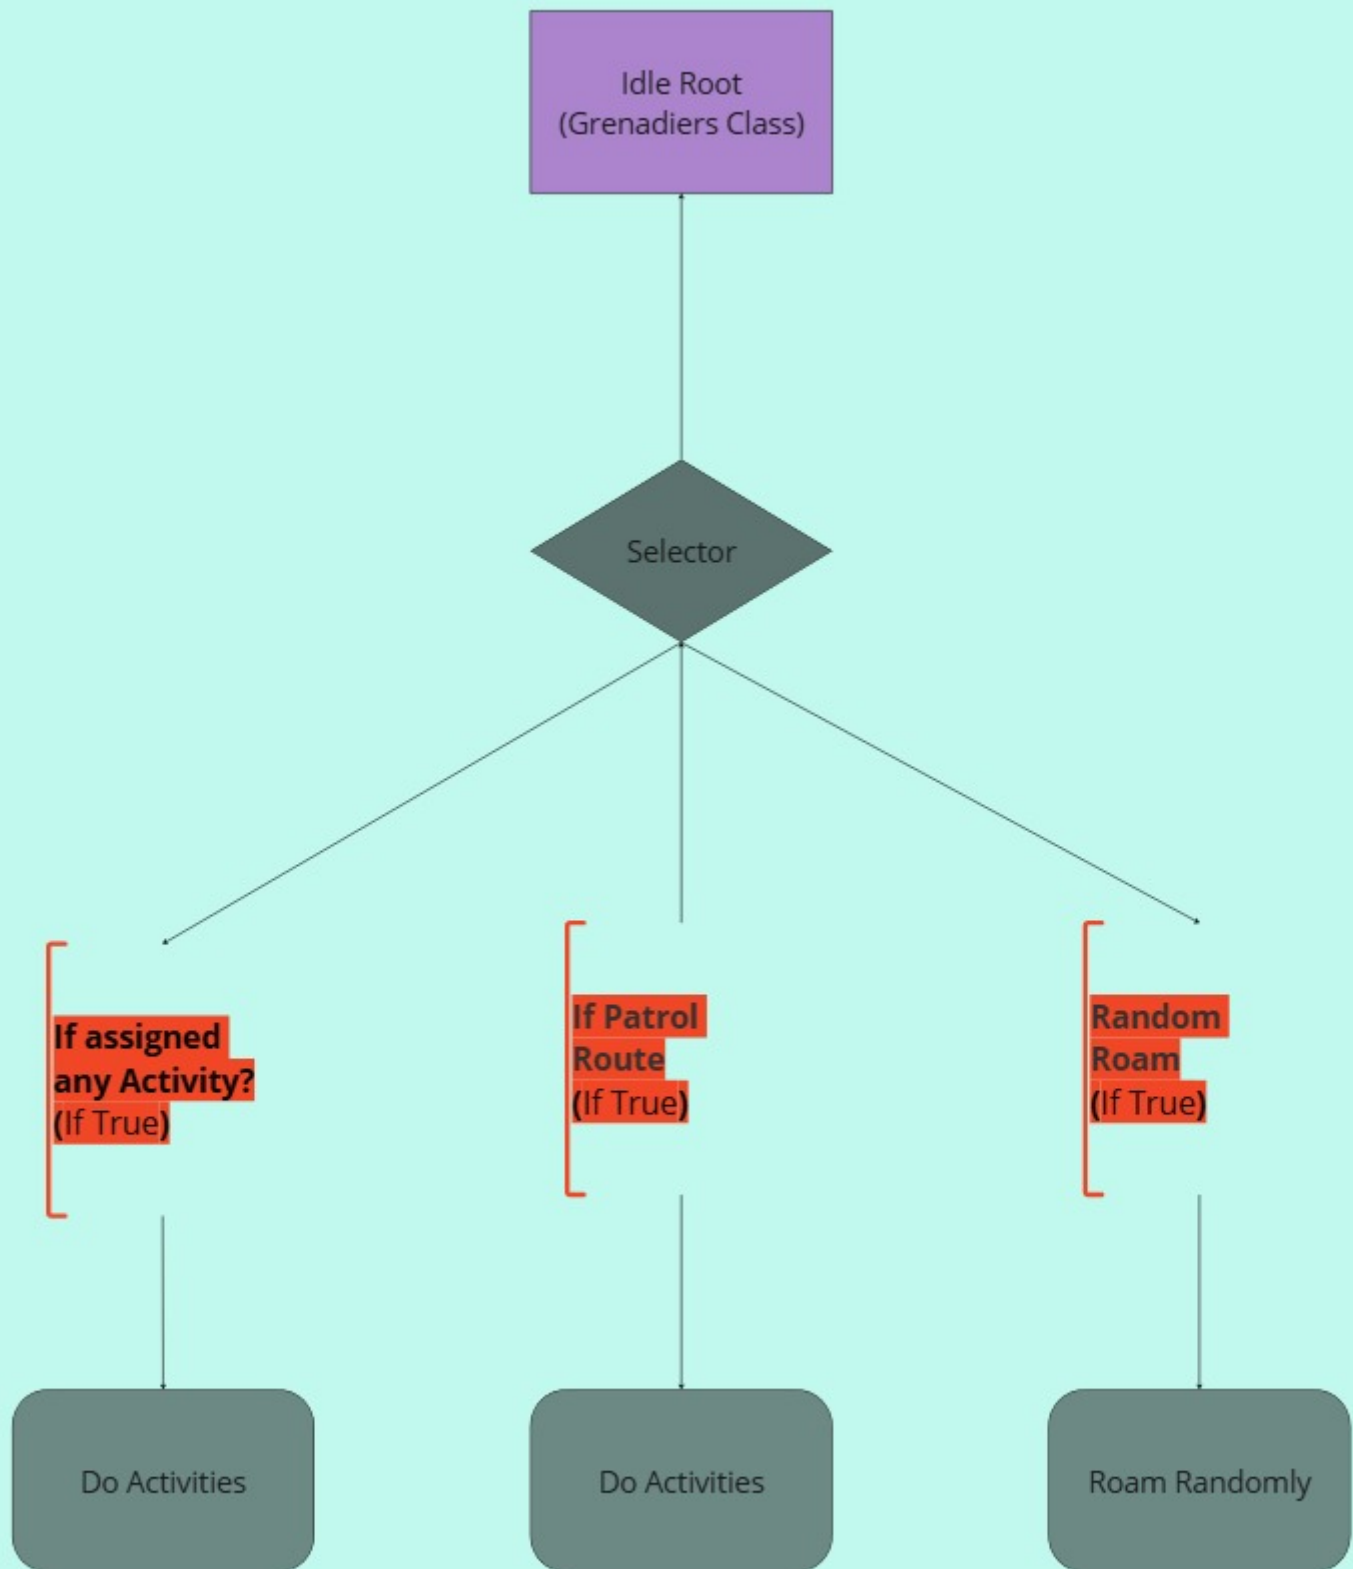 Idle Root
(Grenadiers Class)
Selector
If assigned
any Activity?
(If True)
If Patrol
Route
(If True)
Random
Roam
(If True)
Do Activities
Do Activities
Roam Randomly